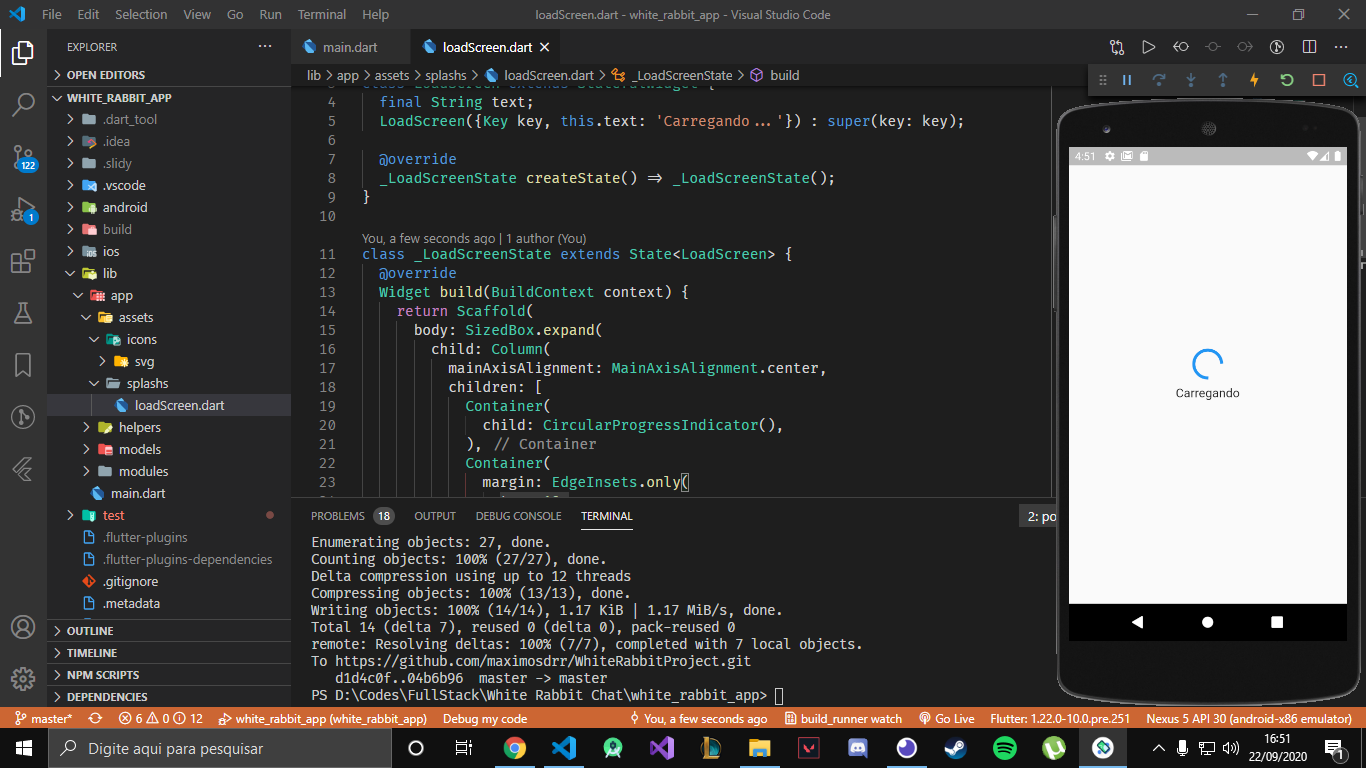 File Edit Selection View Go Run Terminal Help
loadScreen.dart - white_rabbit_app - Visual Studio Code
EXPLORER
OPEN EDITORS
WHITE_RABBIT_APP
.dart_tool
.idea
.slidy
.vscode
android
build
ios
lib
app
assets
icons
svg
splashs
loadScreen.dart
helpers
models
modules
main.dart
test
.flutter-plugins
.flutter-plugins-dependencies
.gitignore
.metadata
OUTLINE
TIMELINE
NPM SCRIPTS
DEPENDENCIES
122
1
main.dart
loadScreen.dart
lib > app > assets > splashs > loadScreen.dart > _LoadScreenState > build
4 final String text;
5 LoadScreen({Key key, this.text: 'Carregando...'}) : super(key: key);
6
7 @override
8 _LoadScreenState createState() => _LoadScreenState();
9 }
10
You, a few seconds ago | 1 author (You)
11 class _LoadScreenState extends State<LoadScreen> {
12 @override
13 Widget build(BuildContext context) {
14 return Scaffold(
15 body: SizedBox.expand(
16 child: Column(
17 mainAxisAlignment: MainAxisAlignment.center,
18 children: [
19 Container(
20 child: CircularProgressIndicator(),
21 ), // Container
22 Container(
23 margin: EdgeInsets.only(
PROBLEMS 18 OUTPUT DEBUG CONSOLE TERMINAL
2: po
Enumerating objects: 27, done.
Counting objects: 100% (27/27), done.
Delta compression using up to 12 threads
Compressing objects: 100% (13/13), done.
Writing objects: 100% (14/14), 1.17 KiB | 1.17 MiB/s, done.
Total 14 (delta 7), reused 0 (delta 0), pack-reused 0
remote: Resolving deltas: 100% (7/7), completed with 7 local objects.
To https://github.com/maximosdrr/WhiteRabbitProject.git
d1d4c0f..04b6b96 master -> master
PS D:\Codes\FullStack\White Rabbit Chat\white_rabbit_app>
4:51
Carregando
master* 6 0 12 white_rabbit_app (white_rabbit_app) Debug my code You, a few seconds ago build_runner watch Go Live Flutter: 1.22.0-10.0.pre.251 Nexus 5 API 30 (android-x86 emulator)
Digite aqui para pesquisar
16:51
22/09/2020
1